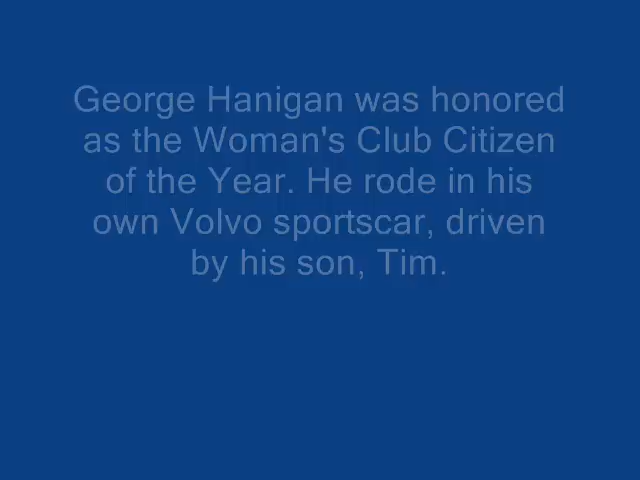 George Hanigan was honored
as the Woman's Club Citizen
of the Year. He rode in his
own Volvo sportscar, driven
by his son, Tim.